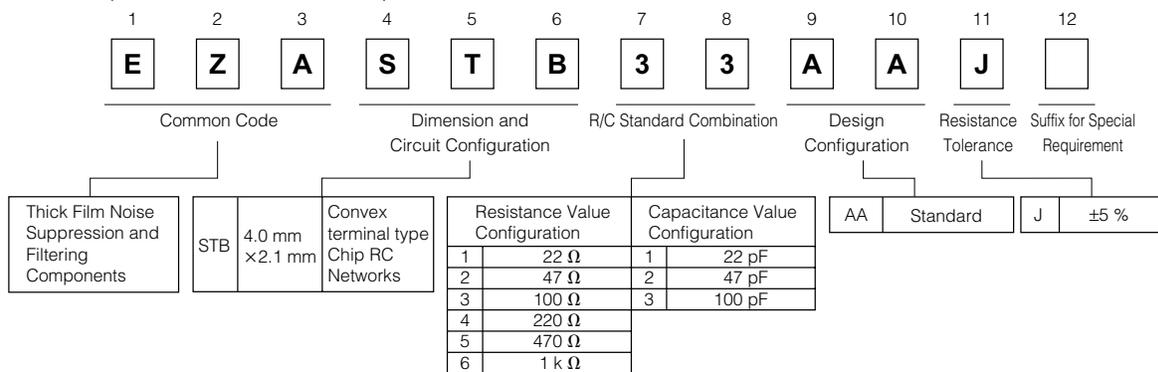 1 2 3 4 5 6 7 8 9 10 11 12
E Z A S T B 3 3 A A J
Common Code
Dimension and
Circuit Configuration
R/C Standard Combination
Design
Configuration
Resistance
Tolerance
Suffix for Special
Requirement
Thick Film Noise
Suppression and
Filtering
Components
STB
4.0 mm
×2.1 mm
Convex
terminal type
Chip RC
Networks
Resistance Value
Configuration
1 22 Ω
2 47 Ω
3 100 Ω
4 220 Ω
5 470 Ω
6 1 k Ω
Capacitance Value
Configuration
1 22 pF
2 47 pF
3 100 pF
AA Standard
J ±5 %